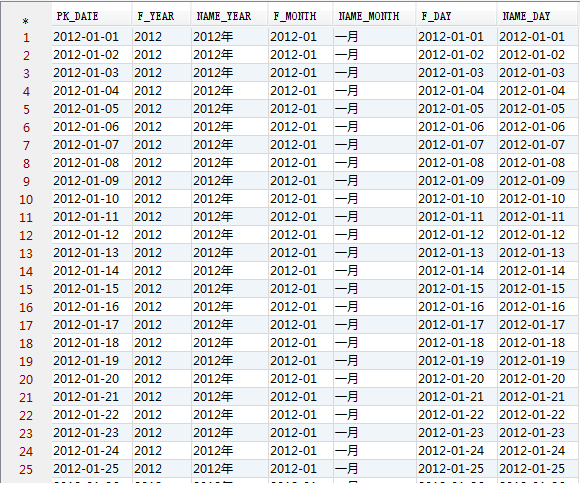 * PK_DATE F_YEAR NAME_YEAR F_MONTH NAME_MONTH F_DAY NAME_DAY
1 2012-01-01 2012 2012年 2012-01 一月 2012-01-01 2012-01-01
2 2012-01-02 2012 2012年 2012-01 一月 2012-01-02 2012-01-02
3 2012-01-03 2012 2012年 2012-01 一月 2012-01-03 2012-01-03
4 2012-01-04 2012 2012年 2012-01 一月 2012-01-04 2012-01-04
5 2012-01-05 2012 2012年 2012-01 一月 2012-01-05 2012-01-05
6 2012-01-06 2012 2012年 2012-01 一月 2012-01-06 2012-01-06
7 2012-01-07 2012 2012年 2012-01 一月 2012-01-07 2012-01-07
8 2012-01-08 2012 2012年 2012-01 一月 2012-01-08 2012-01-08
9 2012-01-09 2012 2012年 2012-01 一月 2012-01-09 2012-01-09
10 2012-01-10 2012 2012年 2012-01 一月 2012-01-10 2012-01-10
11 2012-01-11 2012 2012年 2012-01 一月 2012-01-11 2012-01-11
12 2012-01-12 2012 2012年 2012-01 一月 2012-01-12 2012-01-12
13 2012-01-13 2012 2012年 2012-01 一月 2012-01-13 2012-01-13
14 2012-01-14 2012 2012年 2012-01 一月 2012-01-14 2012-01-14
15 2012-01-15 2012 2012年 2012-01 一月 2012-01-15 2012-01-15
16 2012-01-16 2012 2012年 2012-01 一月 2012-01-16 2012-01-16
17 2012-01-17 2012 2012年 2012-01 一月 2012-01-17 2012-01-17
18 2012-01-18 2012 2012年 2012-01 一月 2012-01-18 2012-01-18
19 2012-01-19 2012 2012年 2012-01 一月 2012-01-19 2012-01-19
20 2012-01-20 2012 2012年 2012-01 一月 2012-01-20 2012-01-20
21 2012-01-21 2012 2012年 2012-01 一月 2012-01-21 2012-01-21
22 2012-01-22 2012 2012年 2012-01 一月 2012-01-22 2012-01-22
23 2012-01-23 2012 2012年 2012-01 一月 2012-01-23 2012-01-23
24 2012-01-24 2012 2012年 2012-01 一月 2012-01-24 2012-01-24
25 2012-01-25 2012 2012年 2012-01 一月 2012-01-25 2012-01-25